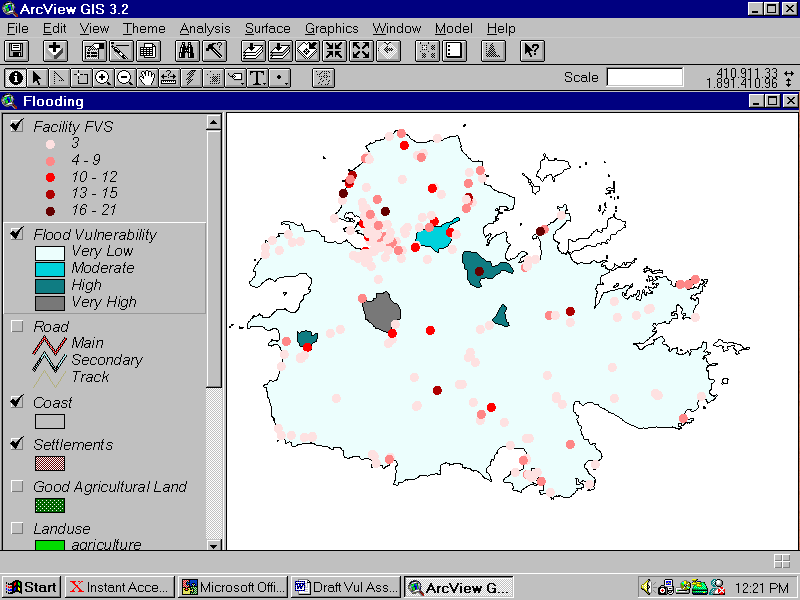 ArcView GIS 3.2
File Edit View Theme Analysis Surface Graphics Window Model Help
Scale 410,911.33
1,891,410.96
Flooding
Facility FVS
3
4 - 9
10 - 12
13 - 15
16 - 21
Flood Vulnerability
Very Low
Moderate
High
Very High
Road
Main
Secondary
Track
Coast
Settlements
Good Agricultural Land
Landuse
agriculture
Start Instant Acce... Microsoft Offi... Draft Vul Ass... ArcView G... 12:21 PM